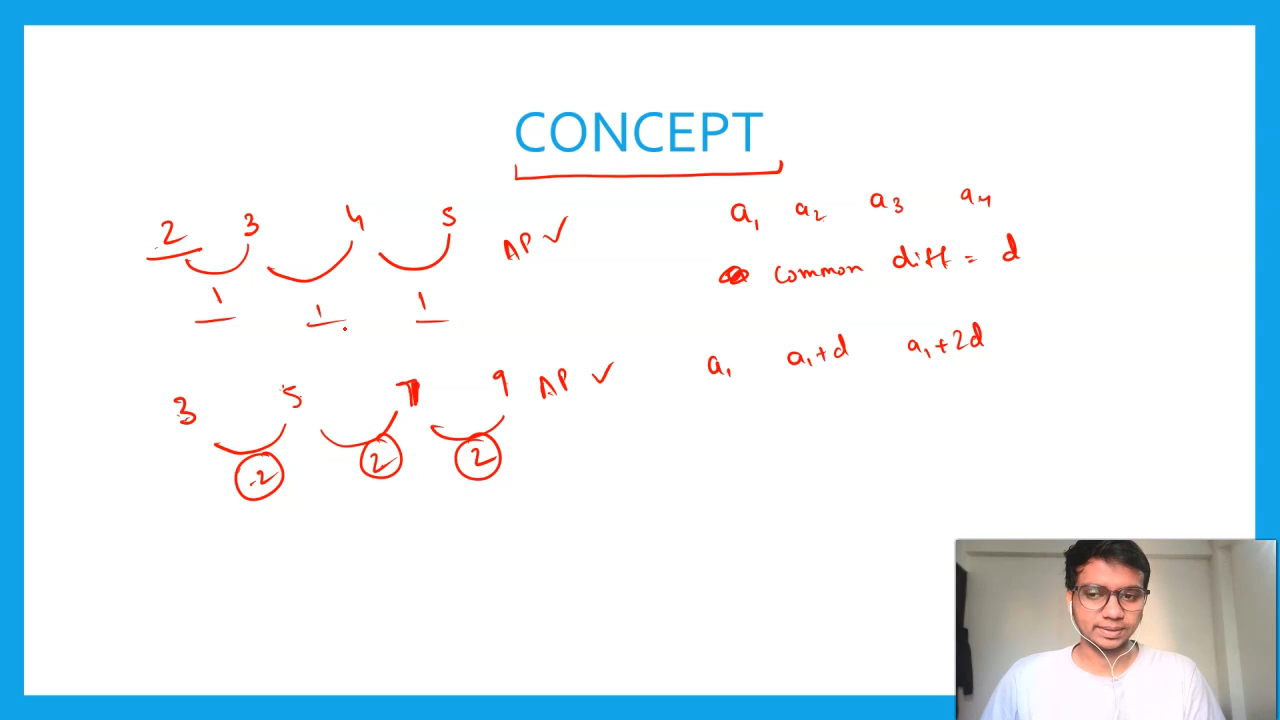 CONCEPT
2 3 4 5 AP ✓
1 1 1
a₁ a₂ a₃ a₄
common diff = d
3 5 7 9 AP ✓
2 2 2
a₁ a₁+d a₁+2d